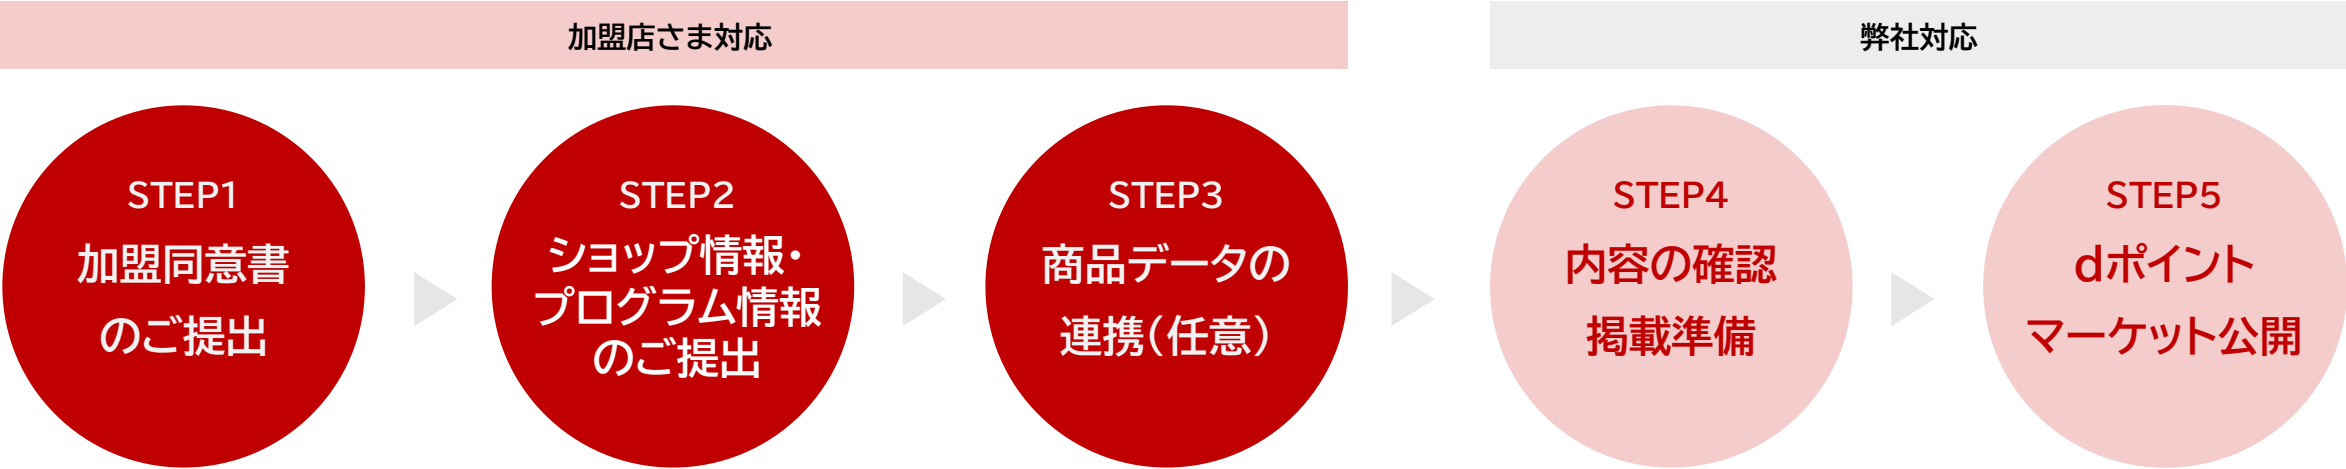 加盟店さま対応
弊社対応
STEP1
加盟同意書
のご提出
STEP2
ショップ情報・
プログラム情報
のご提出
STEP3
商品データの
連携(任意)
STEP4
内容の確認
掲載準備
STEP5
dポイント
マーケット公開